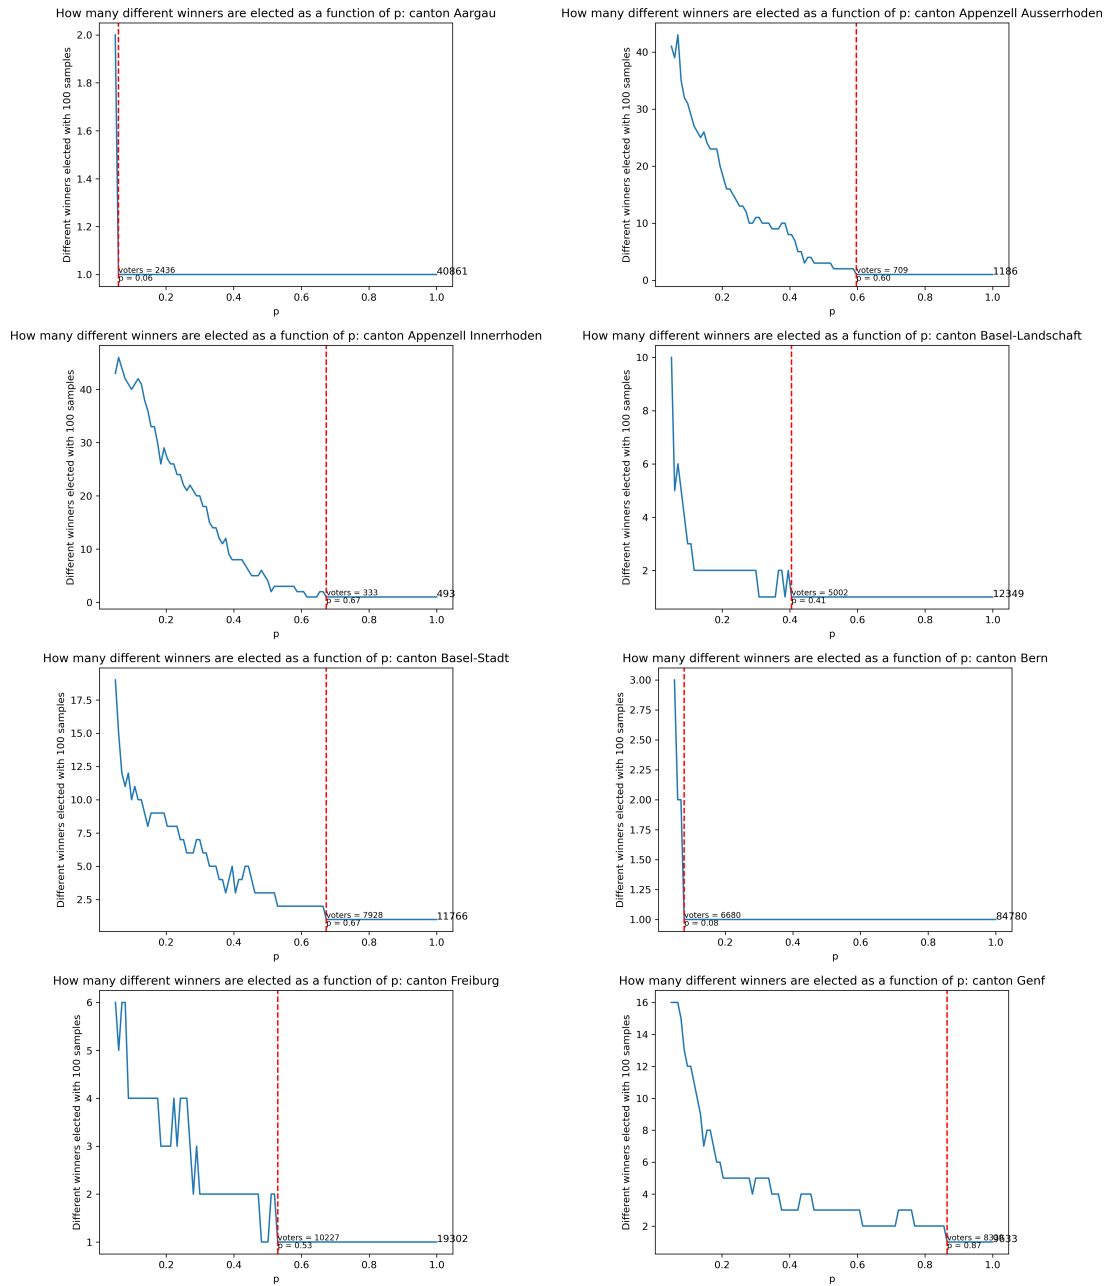 How many different winners are elected as a function of p: canton Aargau
Different winners elected with 100 samples
2.0
1.8
1.6
1.4
1.2
1.0
voters = 2436
p = 0.06
40861
0.2 0.4 0.6 0.8 1.0
p
How many different winners are elected as a function of p: canton Appenzell Ausserrhoden
Different winners elected with 100 samples
40
30
20
10
0
voters = 709
p = 0.60
1186
0.2 0.4 0.6 0.8 1.0
p
How many different winners are elected as a function of p: canton Appenzell Innerrhoden
Different winners elected with 100 samples
40
30
20
10
0
voters = 333
p = 0.67
493
0.2 0.4 0.6 0.8 1.0
p
How many different winners are elected as a function of p: canton Basel-Landschaft
Different winners elected with 100 samples
10
8
6
4
2
voters = 5002
p = 0.41
12349
0.2 0.4 0.6 0.8 1.0
p
How many different winners are elected as a function of p: canton Basel-Stadt
Different winners elected with 100 samples
17.5
15.0
12.5
10.0
7.5
5.0
2.5
voters = 7928
p = 0.67
11766
0.2 0.4 0.6 0.8 1.0
p
How many different winners are elected as a function of p: canton Bern
Different winners elected with 100 samples
3.00
2.75
2.50
2.25
2.00
1.75
1.50
1.25
1.00
voters = 6680
p = 0.08
84780
0.2 0.4 0.6 0.8 1.0
p
How many different winners are elected as a function of p: canton Freiburg
Different winners elected with 100 samples
6
5
4
3
2
1
voters = 10227
p = 0.53
19302
0.2 0.4 0.6 0.8 1.0
p
How many different winners are elected as a function of p: canton Genf
Different winners elected with 100 samples
16
14
12
10
8
6
4
2
voters =
p = 0.87
0.2 0.4 0.6 0.8 1.0
p